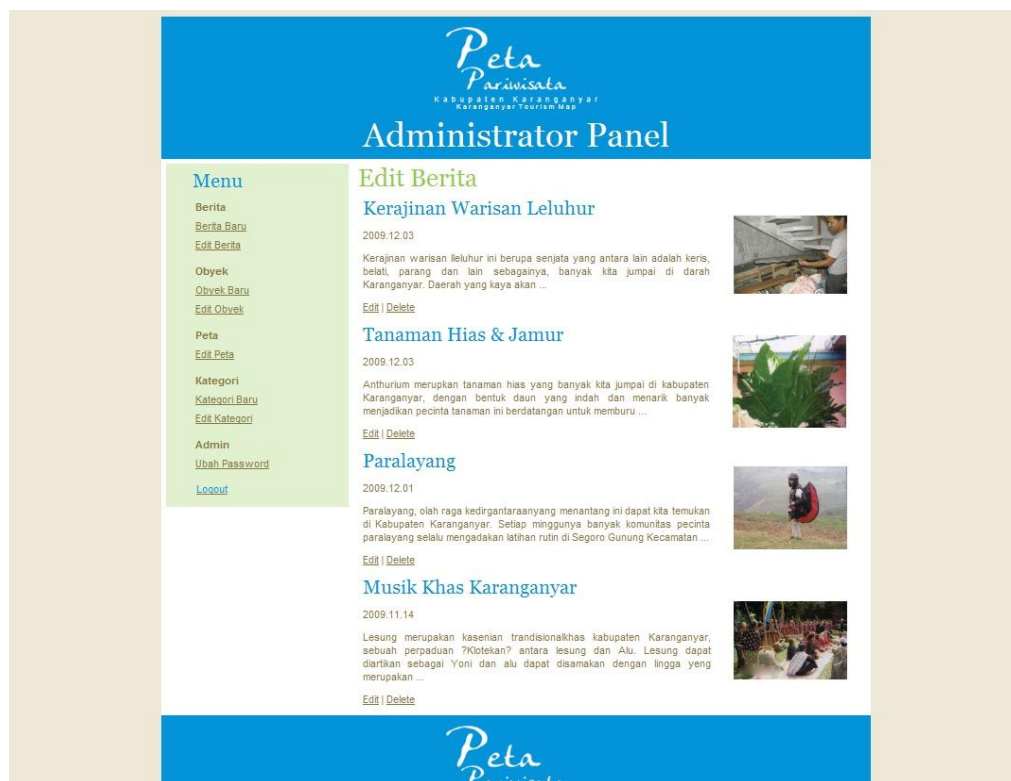 Peta
Pariwisata
Kabupaten Karanganyar
Karanganyar Tourism Map
Administrator Panel
Menu
Berita
Berita Baru
Edit Berita
Obyek
Obyek Baru
Edit Obyek
Peta
Edit Peta
Kategori
Kategori Baru
Edit Kategori
Admin
Ubah Password
Logout
Edit Berita
Kerajinan Warisan Leluhur
2009.12.03
Kerajinan warisan lleluhur ini berupa senjata yang antara lain adalah keris,
belati, parang dan lain sebagainya, banyak kita jumpai di darah
Karanganyar. Daerah yang kaya akan ...
Edit | Delete
Tanaman Hias & Jamur
2009.12.03
Anthurium merupkan tanaman hias yang banyak kita jumpai di kabupaten
Karanganyar, dengan bentuk daun yang indah dan menarik banyak
menjadikan pecinta tanaman ini berdatangan untuk memburu ...
Edit | Delete
Paralayang
2009.12.01
Paralayang, olah raga kedirgantaraanyang menantang ini dapat kita temukan
di Kabupaten Karanganyar. Setiap minggunya banyak komunitas pecinta
paralayang selalu mengadakan latihan rutin di Segoro Gunung Kecamatan ...
Edit | Delete
Musik Khas Karanganyar
2009.11.14
Lesung merupakan kasenian trandisionalkhas kabupaten Karanganyar,
sebuah perpaduan ?Klotekan? antara lesung dan Alu. Lesung dapat
diartikan sebagai Yoni dan alu dapat disamakan dengan lingga yeng
merupakan ...
Edit | Delete
Peta
Pariwisata